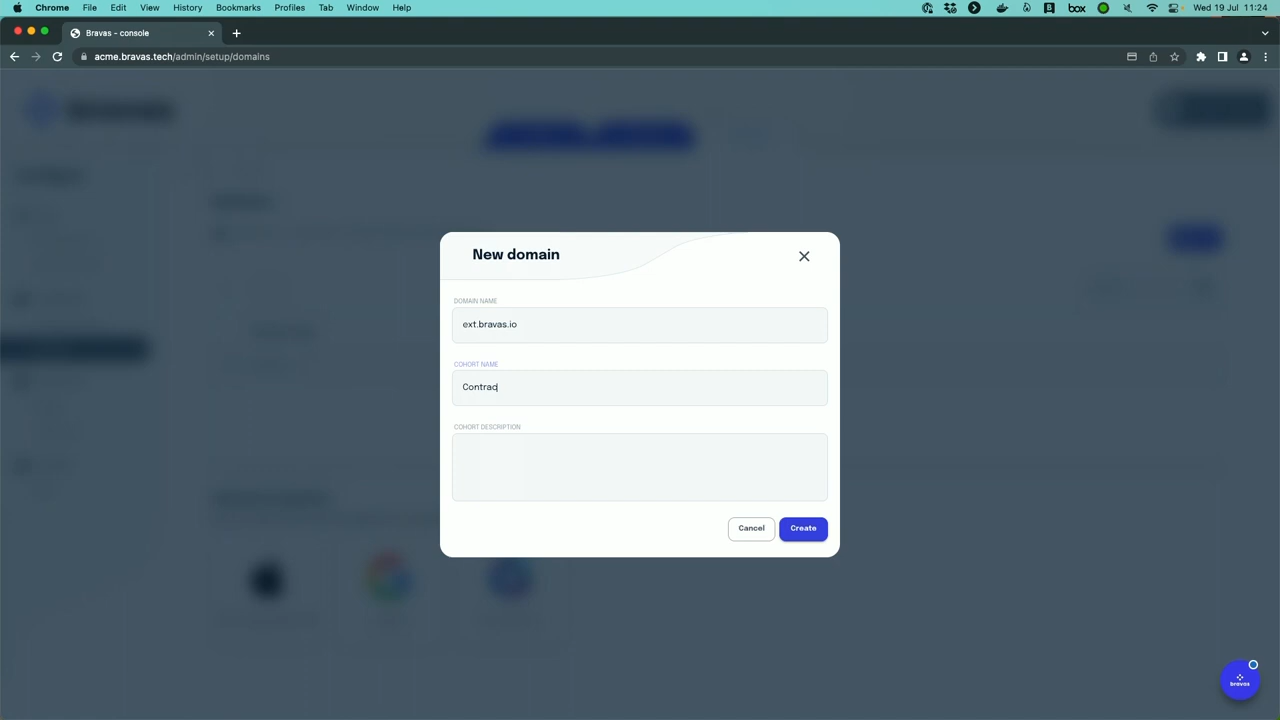 Chrome File Edit View History Bookmarks Profiles Tab Window Help box Wed 19 Jul 11:24
Bravas - console
acme.bravas.tech/admin/setup/domains
New domain
DOMAIN NAME
ext.bravas.io
COHORT NAME
Contrac
COHORT DESCRIPTION
Cancel Create
bravas